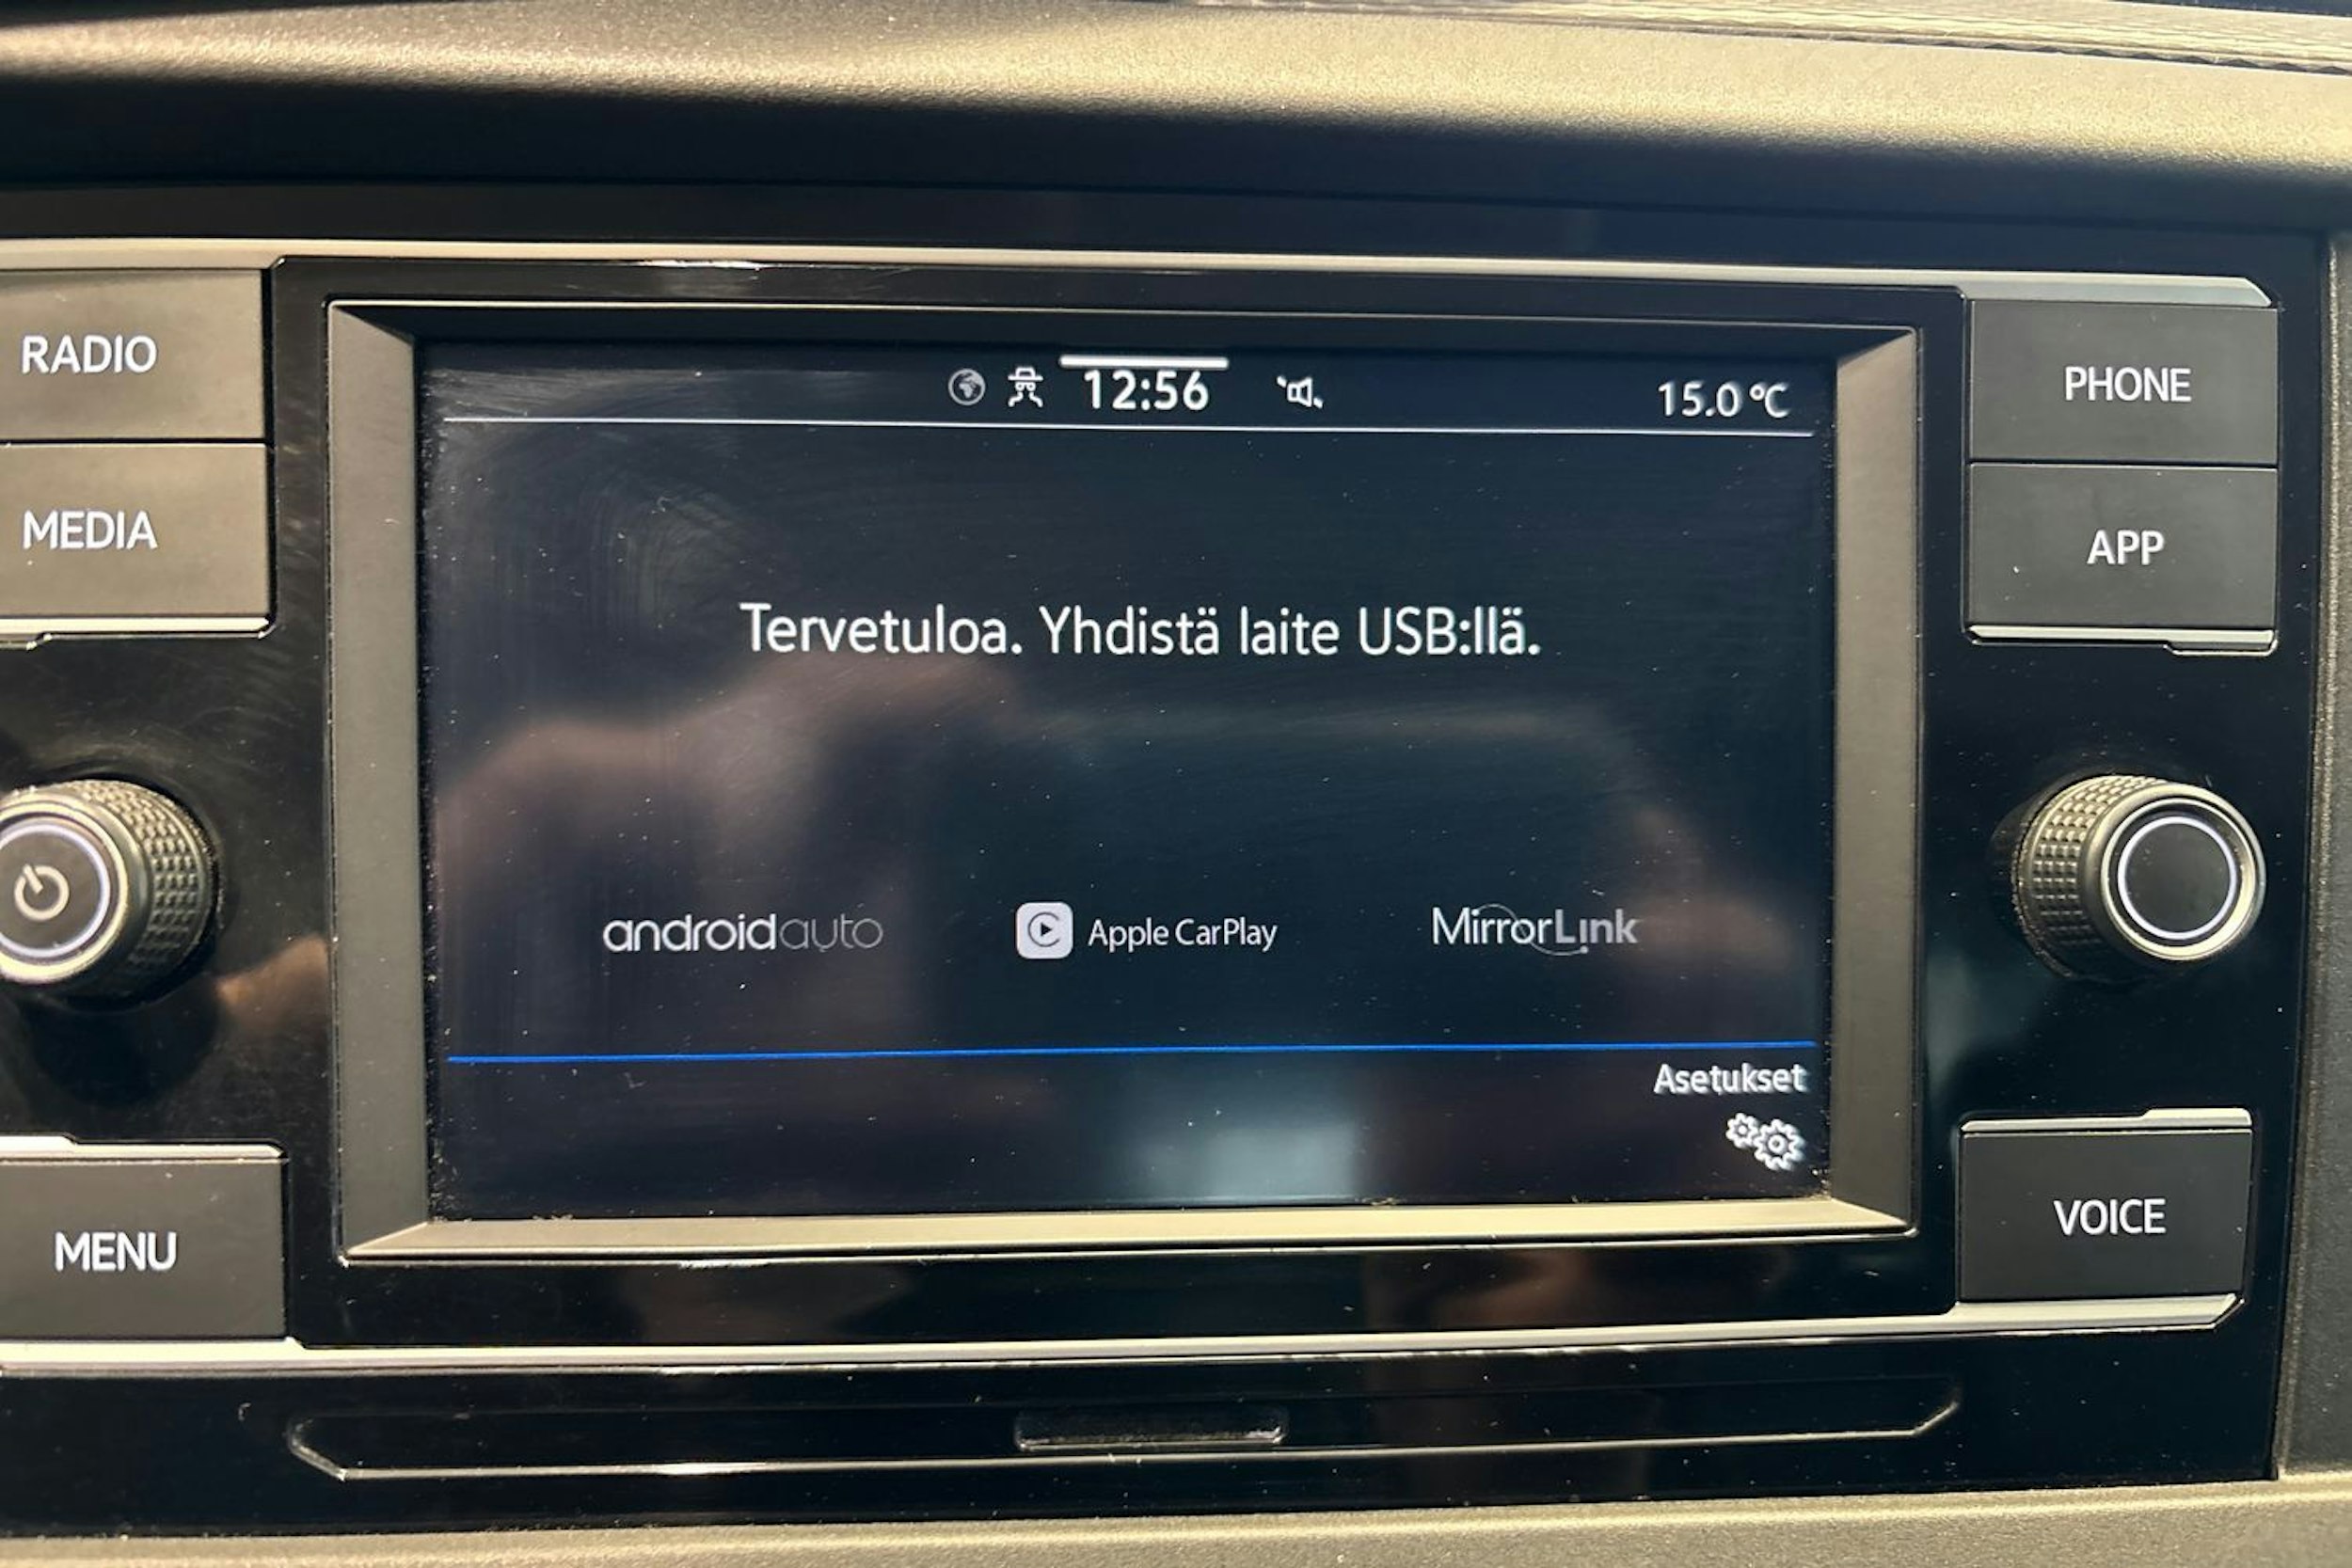 RADIO
MEDIA
MENU
12:56
15.0 °C
Tervetuloa. Yhdistä laite USB:llä.
androidauto
Apple CarPlay
MirrorLink
Asetukset
PHONE
APP
VOICE